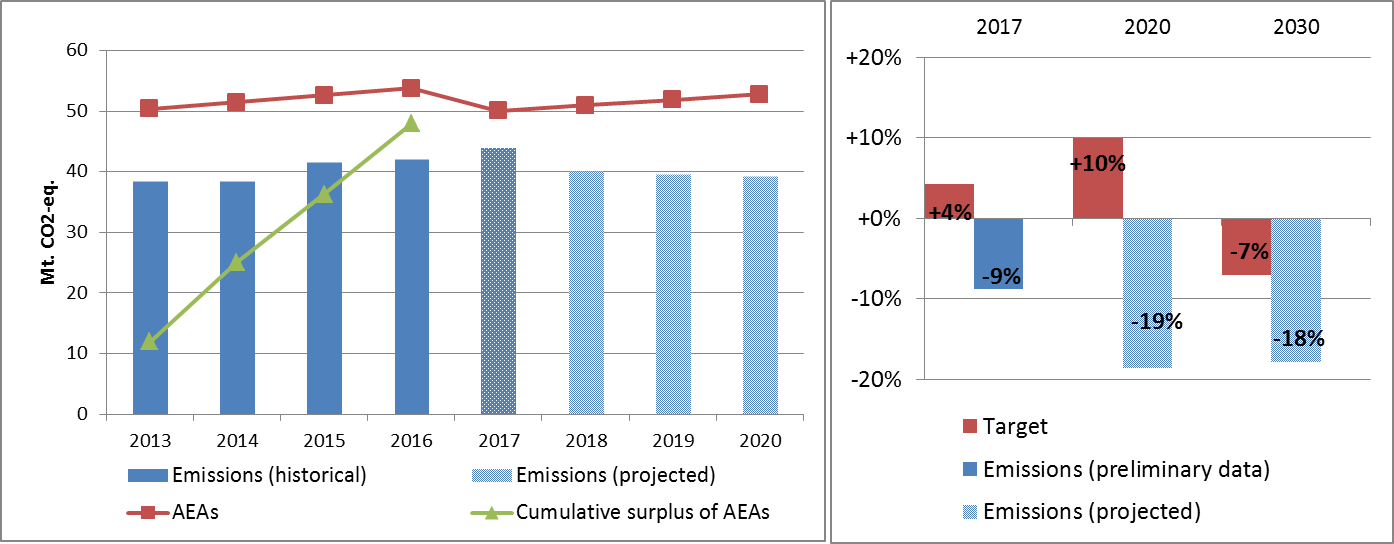 60
50
40
30
20
10
0
Mt. CO2-eq.
2013 2014 2015 2016 2017 2018 2019 2020
Emissions (historical) Emissions (projected)
AEAs Cumulative surplus of AEAs
2017 2020 2030
+20%
+10%
+0%
-10%
-20%
+4%
-9%
+10%
-19%
-7%
-18%
Target
Emissions (preliminary data)
Emissions (projected)